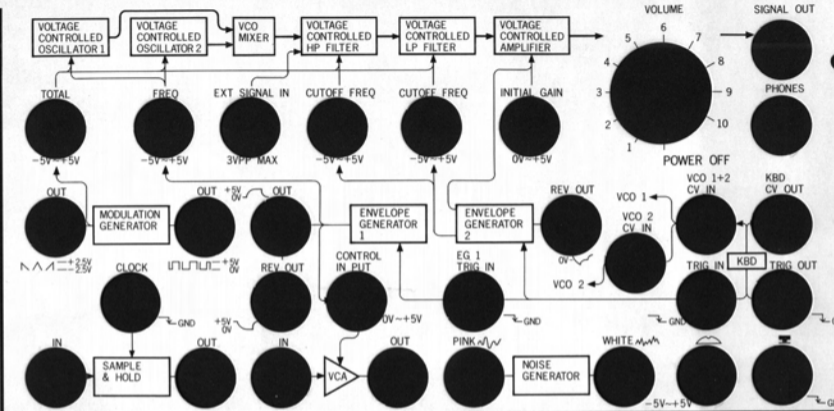 VOLTAGE CONTROLLED OSCILLATOR 1
VOLTAGE CONTROLLED OSCILLATOR 2
VCO MIXER
VOLTAGE CONTROLLED HP FILTER
VOLTAGE CONTROLLED LP FILTER
VOLTAGE CONTROLLED AMPLIFIER
VOLUME
1 2 3 4 5 6 7 8 9 10
POWER OFF
SIGNAL OUT
PHONES
TOTAL
-5V~+5V
FREQ
-5V~+5V
EXT SIGNAL IN
3VPP MAX
CUTOFF FREQ
-5V~+5V
CUTOFF FREQ
-5V~+5V
INITIAL GAIN
0V~+5V
OUT
+2.5V
-2.5V
MODULATION GENERATOR
OUT
+5V
0V
+5V
0V
OUT
ENVELOPE GENERATOR 1
ENVELOPE GENERATOR 2
REV OUT
0V
VCO 1
VCO 2 CV IN
VCO 2
VCO 1+2 CV IN
KBD CV OUT
KBD
CLOCK
GND
REV OUT
+5V
0V
CONTROL IN PUT
0V~+5V
EG 1 TRIG IN
GND
TRIG IN
GND
TRIG OUT
IN
SAMPLE & HOLD
OUT
IN
VCA
OUT
PINK
NOISE GENERATOR
WHITE
-5V~+5V